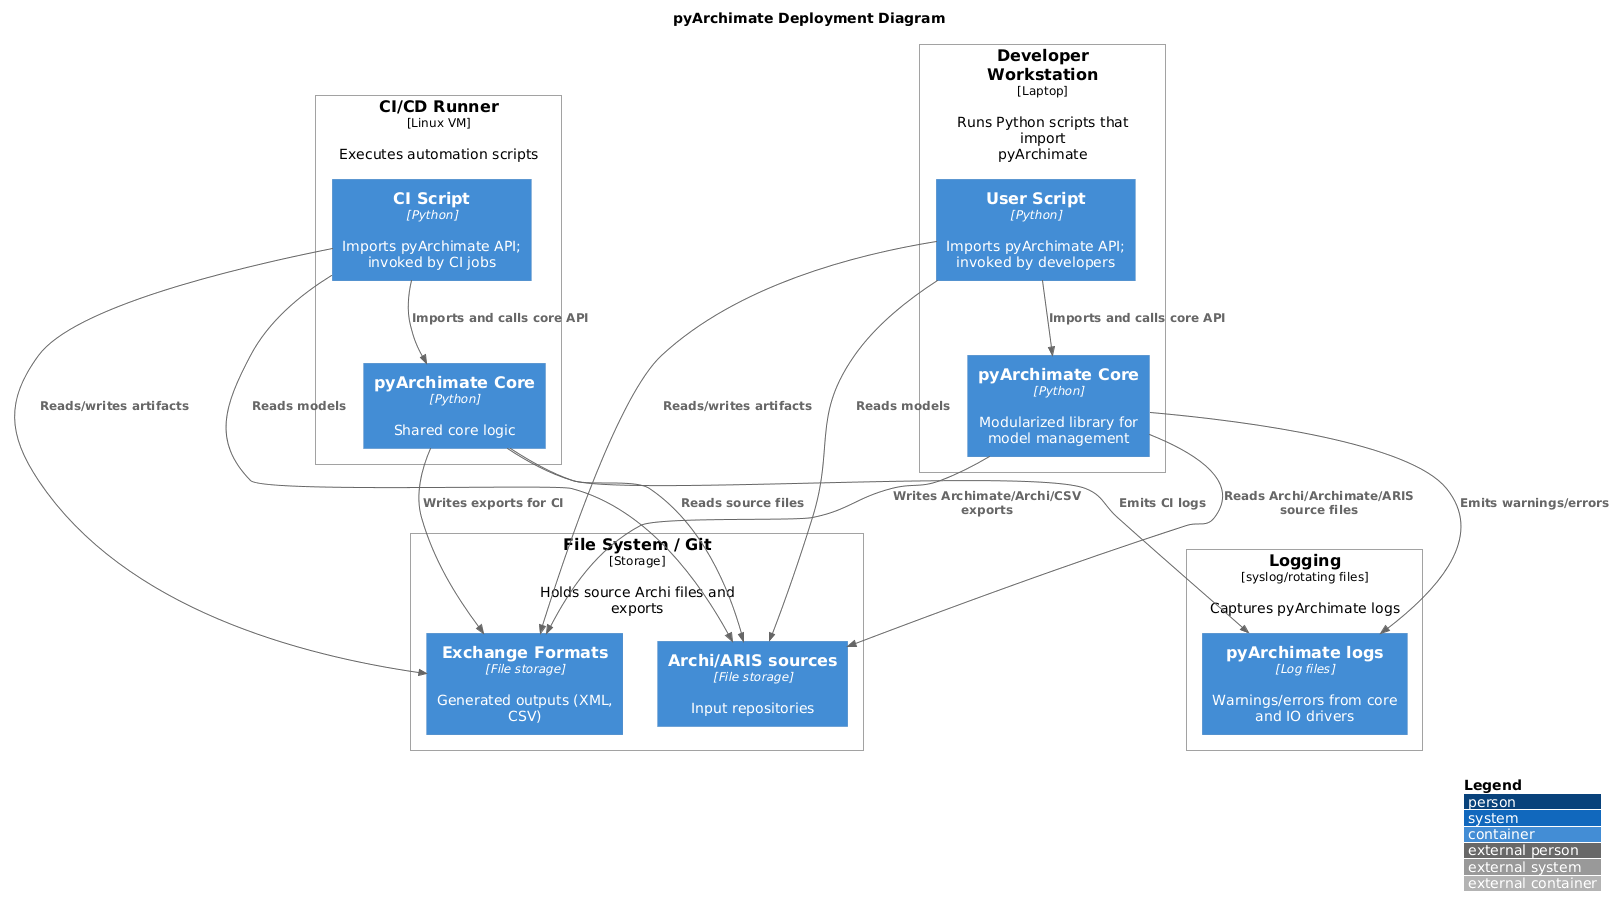 pyArchimate Deployment Diagram
CI/CD Runner
[Linux VM]
Executes automation scripts
CI Script
[Python]
Imports pyArchimate API;
invoked by CI jobs
Imports and calls core API
pyArchimate Core
[Python]
Shared core logic
Developer
Workstation
[Laptop]
Runs Python scripts that
import
pyArchimate
User Script
[Python]
Imports pyArchimate API;
invoked by developers
Imports and calls core API
pyArchimate Core
[Python]
Modularized library for
model management
Reads/writes artifacts
Reads models
Reads/writes artifacts
Reads models
Writes exports for CI
Reads source files
Writes Archimate/Archi/CSV
exports
Emits CI logs
Reads Archi/Archimate/ARIS
source files
Emits warnings/errors
File System / Git
[Storage]
Holds source Archi files and
exports
Exchange Formats
[File storage]
Generated outputs (XML,
CSV)
Archi/ARIS sources
[File storage]
Input repositories
Logging
[syslog/rotating files]
Captures pyArchimate logs
pyArchimate logs
[Log files]
Warnings/errors from core
and IO drivers
Legend
person
system
container
external person
external system
external container